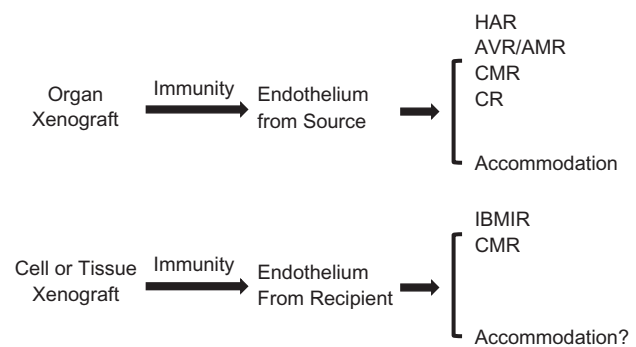 HAR
AVR/AMR
CMR
CR
Organ
Xenograft
Immunity
Endothelium
from Source
Accommodation
IBMIR
CMR
Cell or Tissue
Xenograft
Immunity
Endothelium
From Recipient
Accommodation?